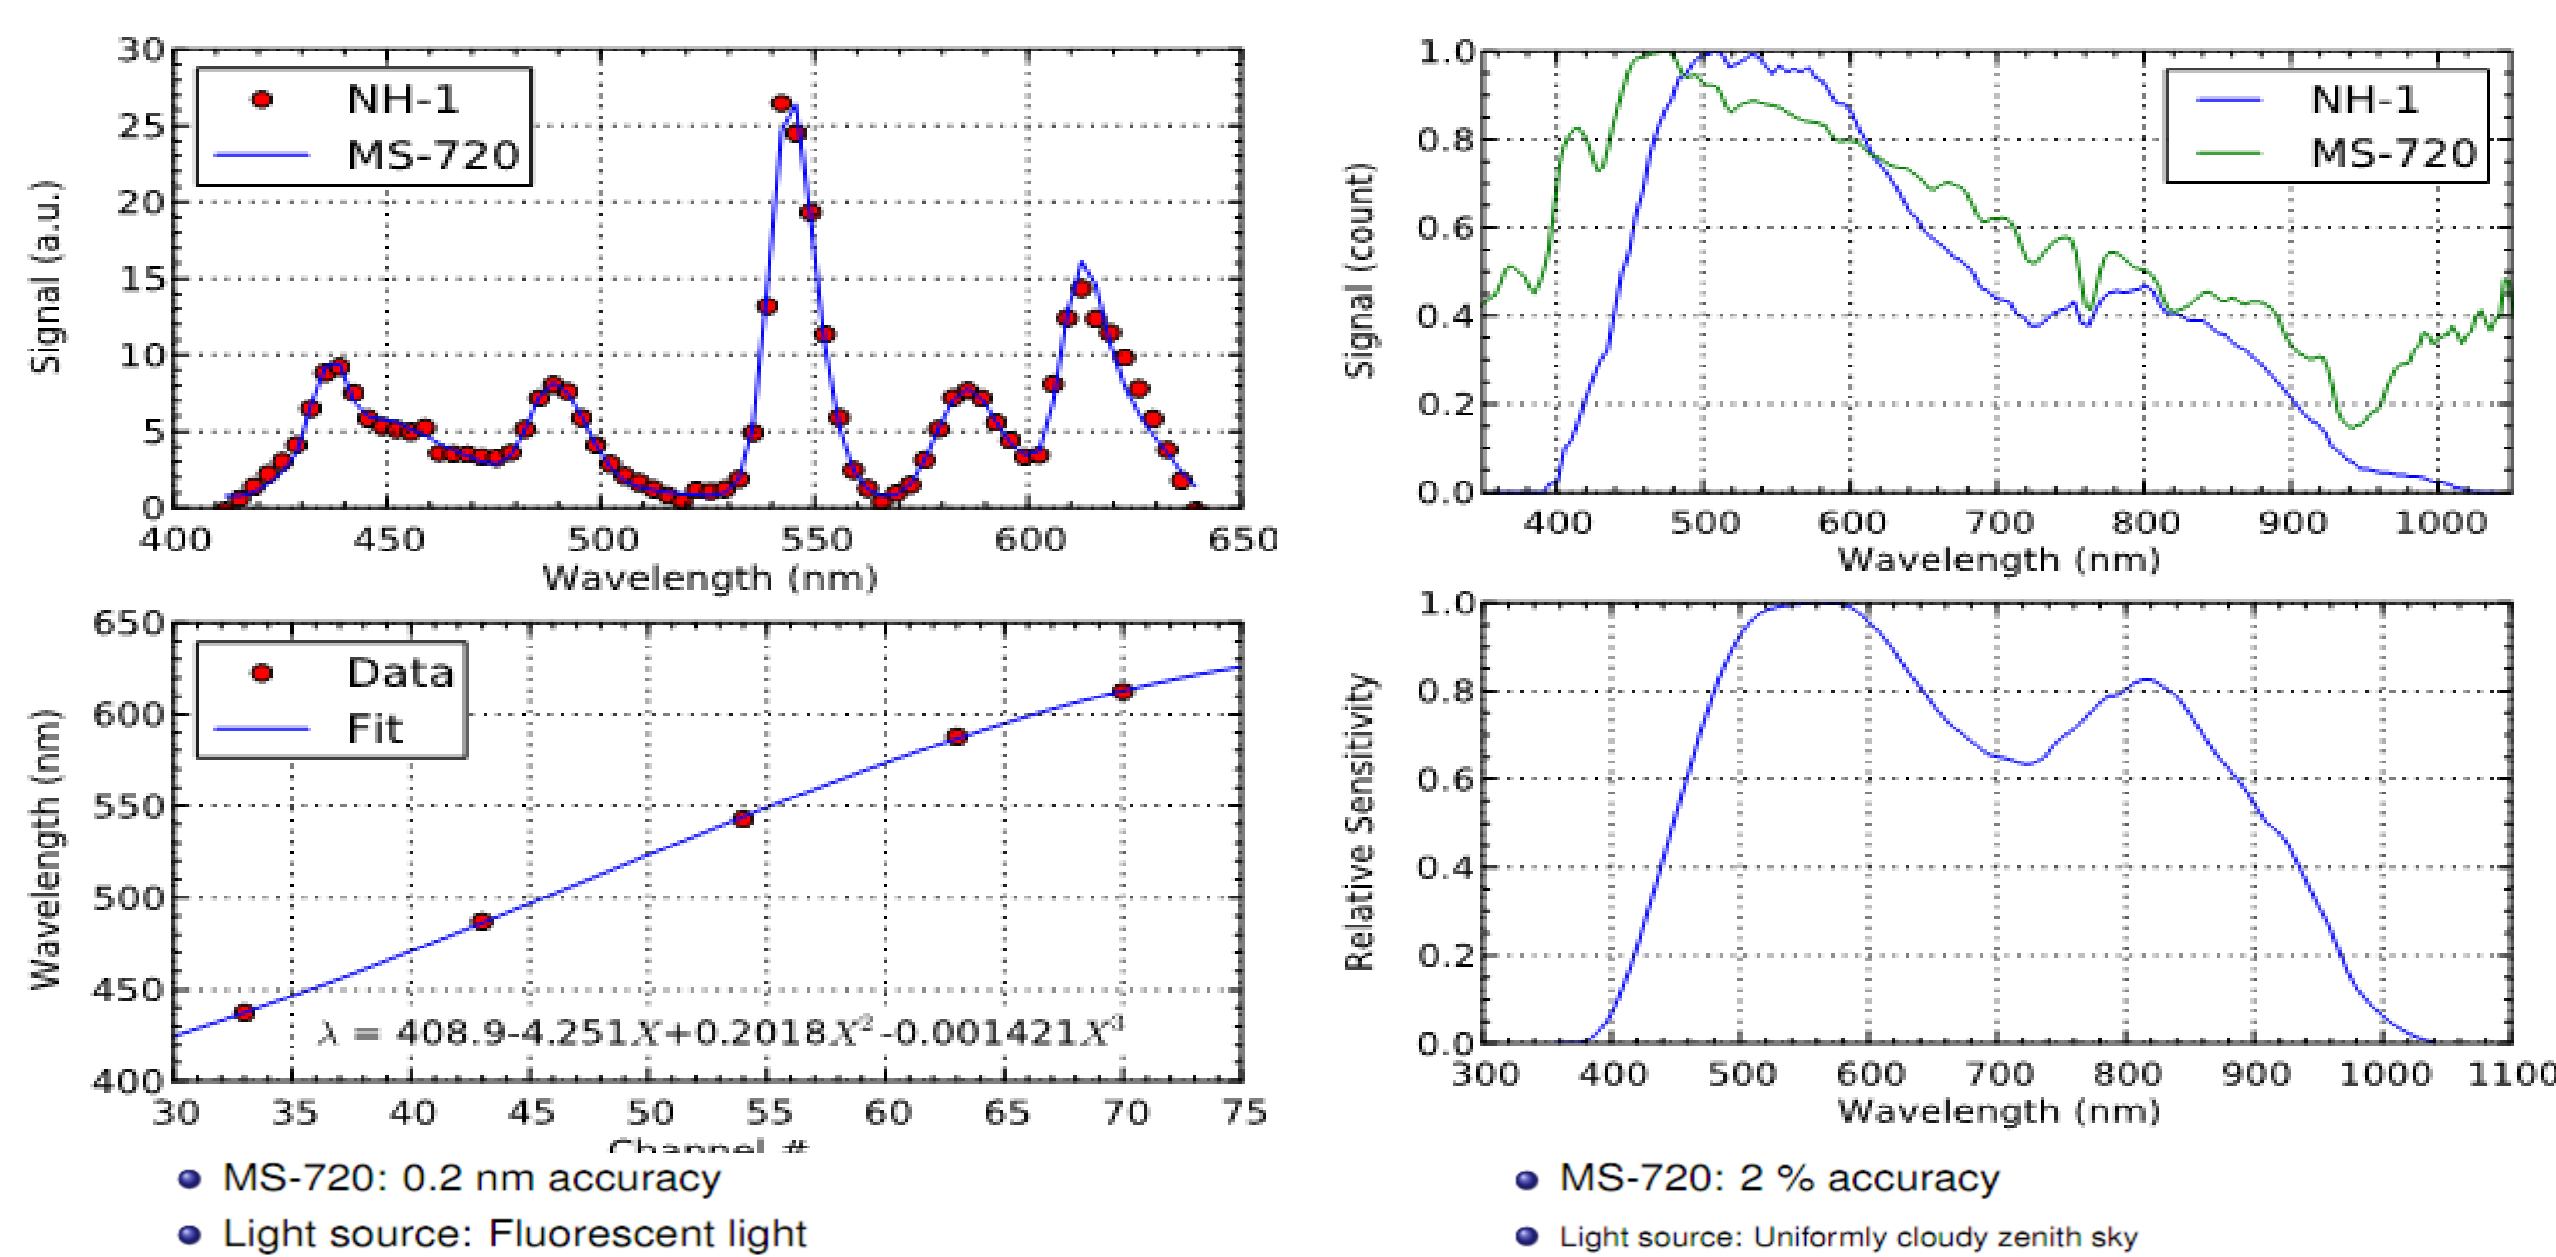 30
25
20
15
10
5
0
Signal (a.u.)
NH-1
MS-720
400 450 500 550 600 650
Wavelength (nm)
650
600
550
500
450
400
Wavelength (nm)
Data
Fit
λ = 408.9-4.251X+0.2018X²-0.001421X³
30 35 40 45 50 55 60 65 70 75
Channel #
MS-720: 0.2 nm accuracy
Light source: Fluorescent light
1.0
0.8
0.6
0.4
0.2
0.0
Signal (count)
NH-1
MS-720
400 500 600 700 800 900 1000
Wavelength (nm)
1.0
0.8
0.6
0.4
0.2
0.0
Relative Sensitivity
300 400 500 600 700 800 900 1000 1100
Wavelength (nm)
MS-720: 2 % accuracy
Light source: Uniformly cloudy zenith sky